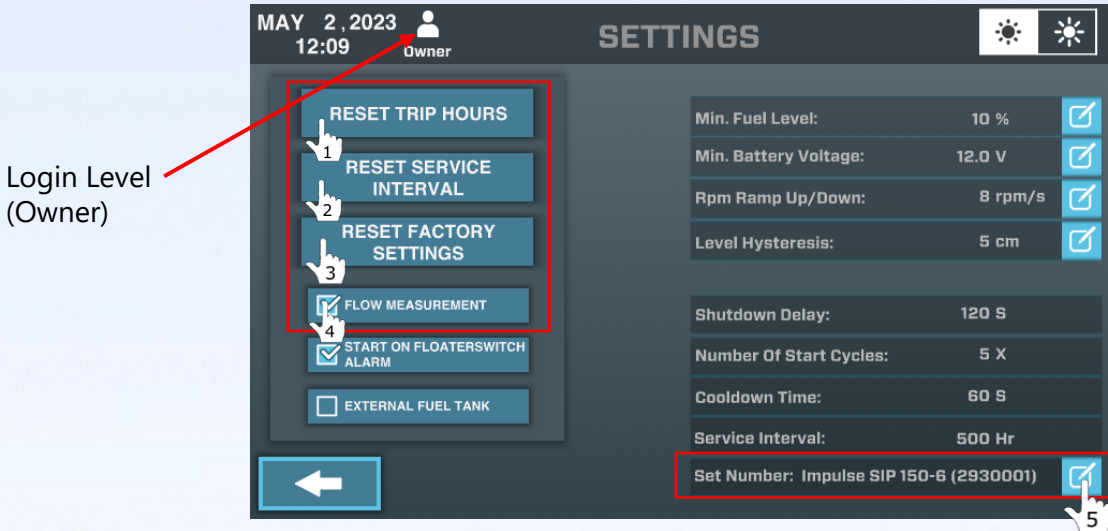 MAY 2,2023
12:09
Owner
SETTINGS
Login Level
(Owner)
RESET TRIP HOURS
1
RESET SERVICE
INTERVAL
2
RESET FACTORY
SETTINGS
3
FLOW MEASUREMENT
4
START ON FLOATERSWITCH
ALARM
EXTERNAL FUEL TANK
Min. Fuel Level: 10 %
Min. Battery Voltage: 12.0 V
Rpm Ramp Up/Down: 8 rpm/s
Level Hysteresis: 5 cm
Shutdown Delay: 120 S
Number Of Start Cycles: 5 X
Cooldown Time: 60 S
Service Interval: 500 Hr
Set Number: Impulse SIP 150-6 (2930001)
5